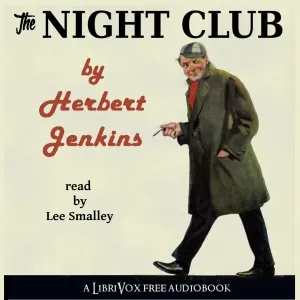 The NIGHT CLUB
by
Herbert
Jenkins
read
by
Lee Smalley
A LIBRIVOX FREE AUDIOBOOK